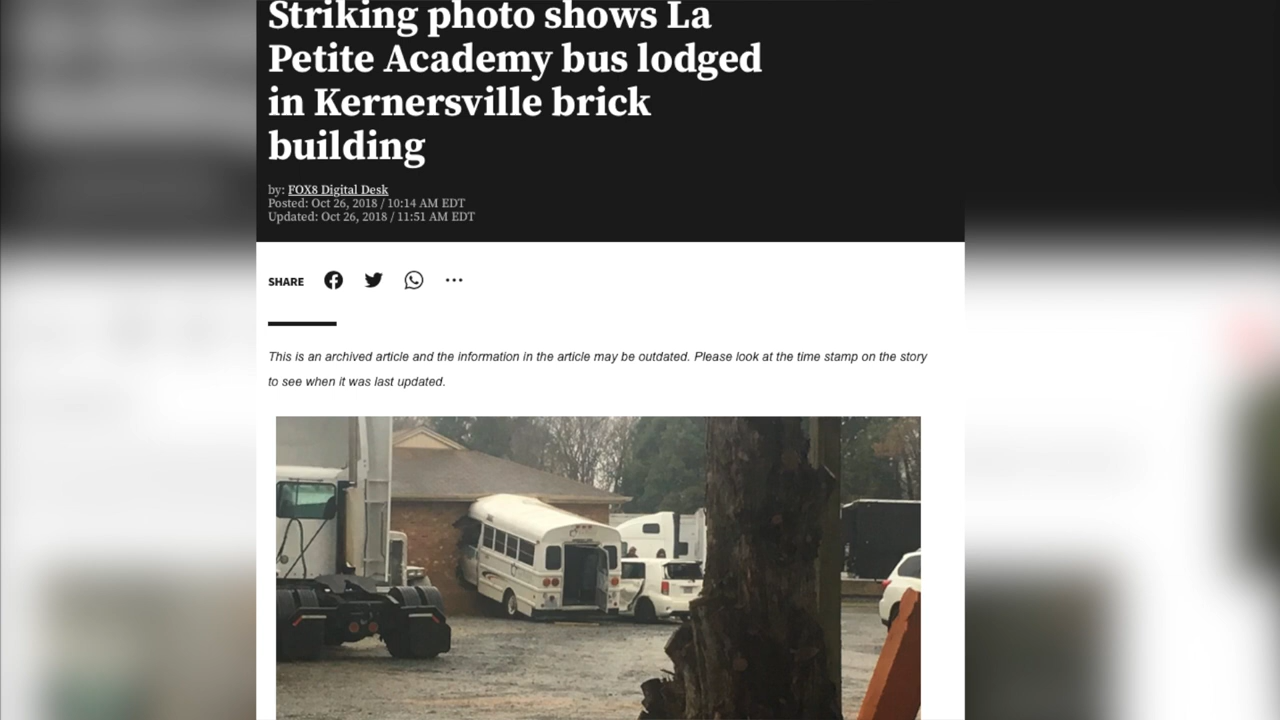 Striking photo shows La
Petite Academy bus lodged
in Kernersville brick
building
by: FOX8 Digital Desk
Posted: Oct 26, 2018 / 10:14 AM EDT
Updated: Oct 26, 2018 / 11:51 AM EDT
SHARE
This is an archived article and the information in the article may be outdated. Please look at the time stamp on the story
to see when it was last updated.